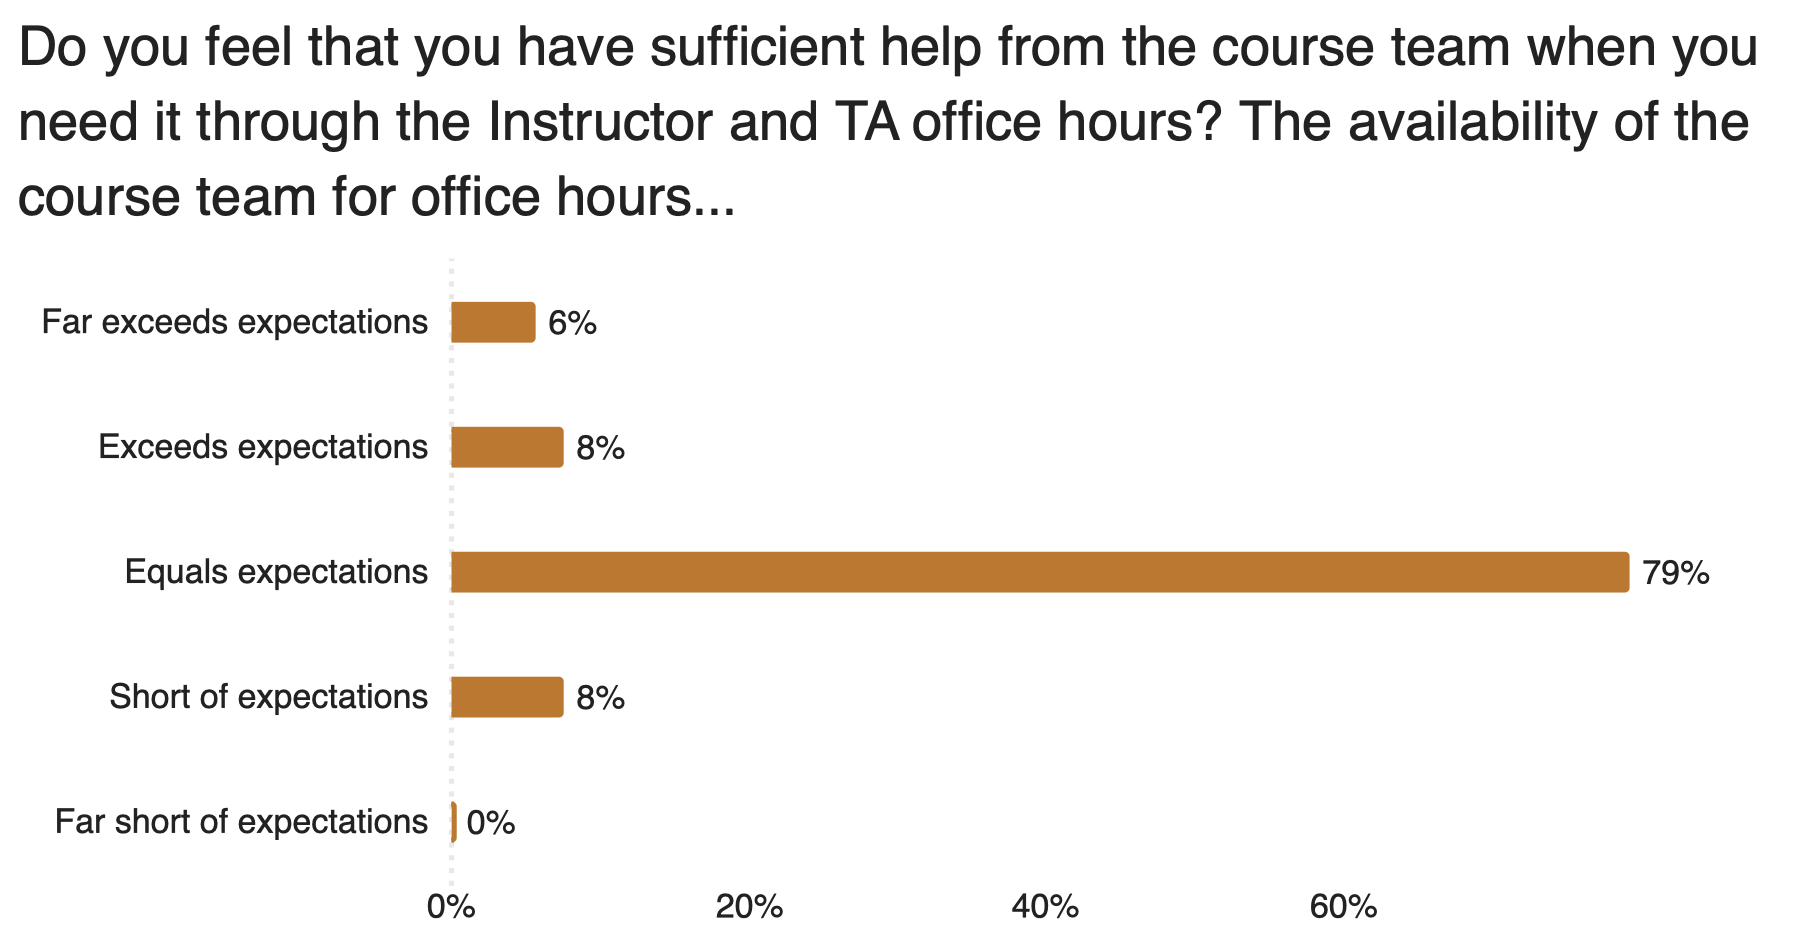 Do you feel that you have sufficient help from the course team when you
need it through the Instructor and TA office hours? The availability of the
course team for office hours...
Far exceeds expectations 6%
Exceeds expectations 8%
Equals expectations 79%
Short of expectations 8%
Far short of expectations 0%
0% 20% 40% 60%